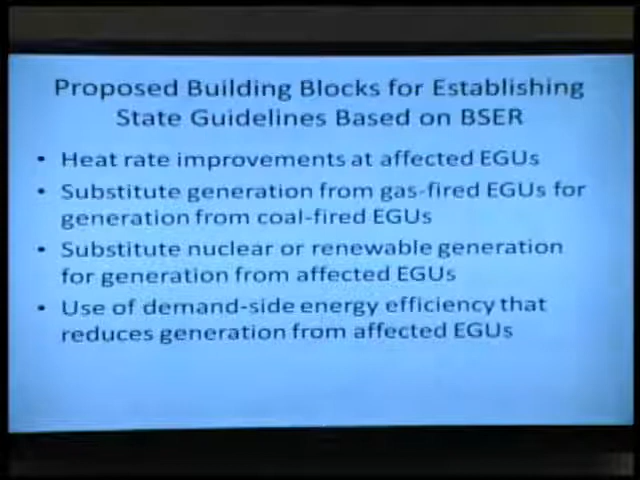 Proposed Building Blocks for Establishing
State Guidelines Based on BSER
• Heat rate improvements at affected EGUs
• Substitute generation from gas-fired EGUs for
generation from coal-fired EGUs
• Substitute nuclear or renewable generation
for generation from affected EGUs
• Use of demand-side energy efficiency that
reduces generation from affected EGUs